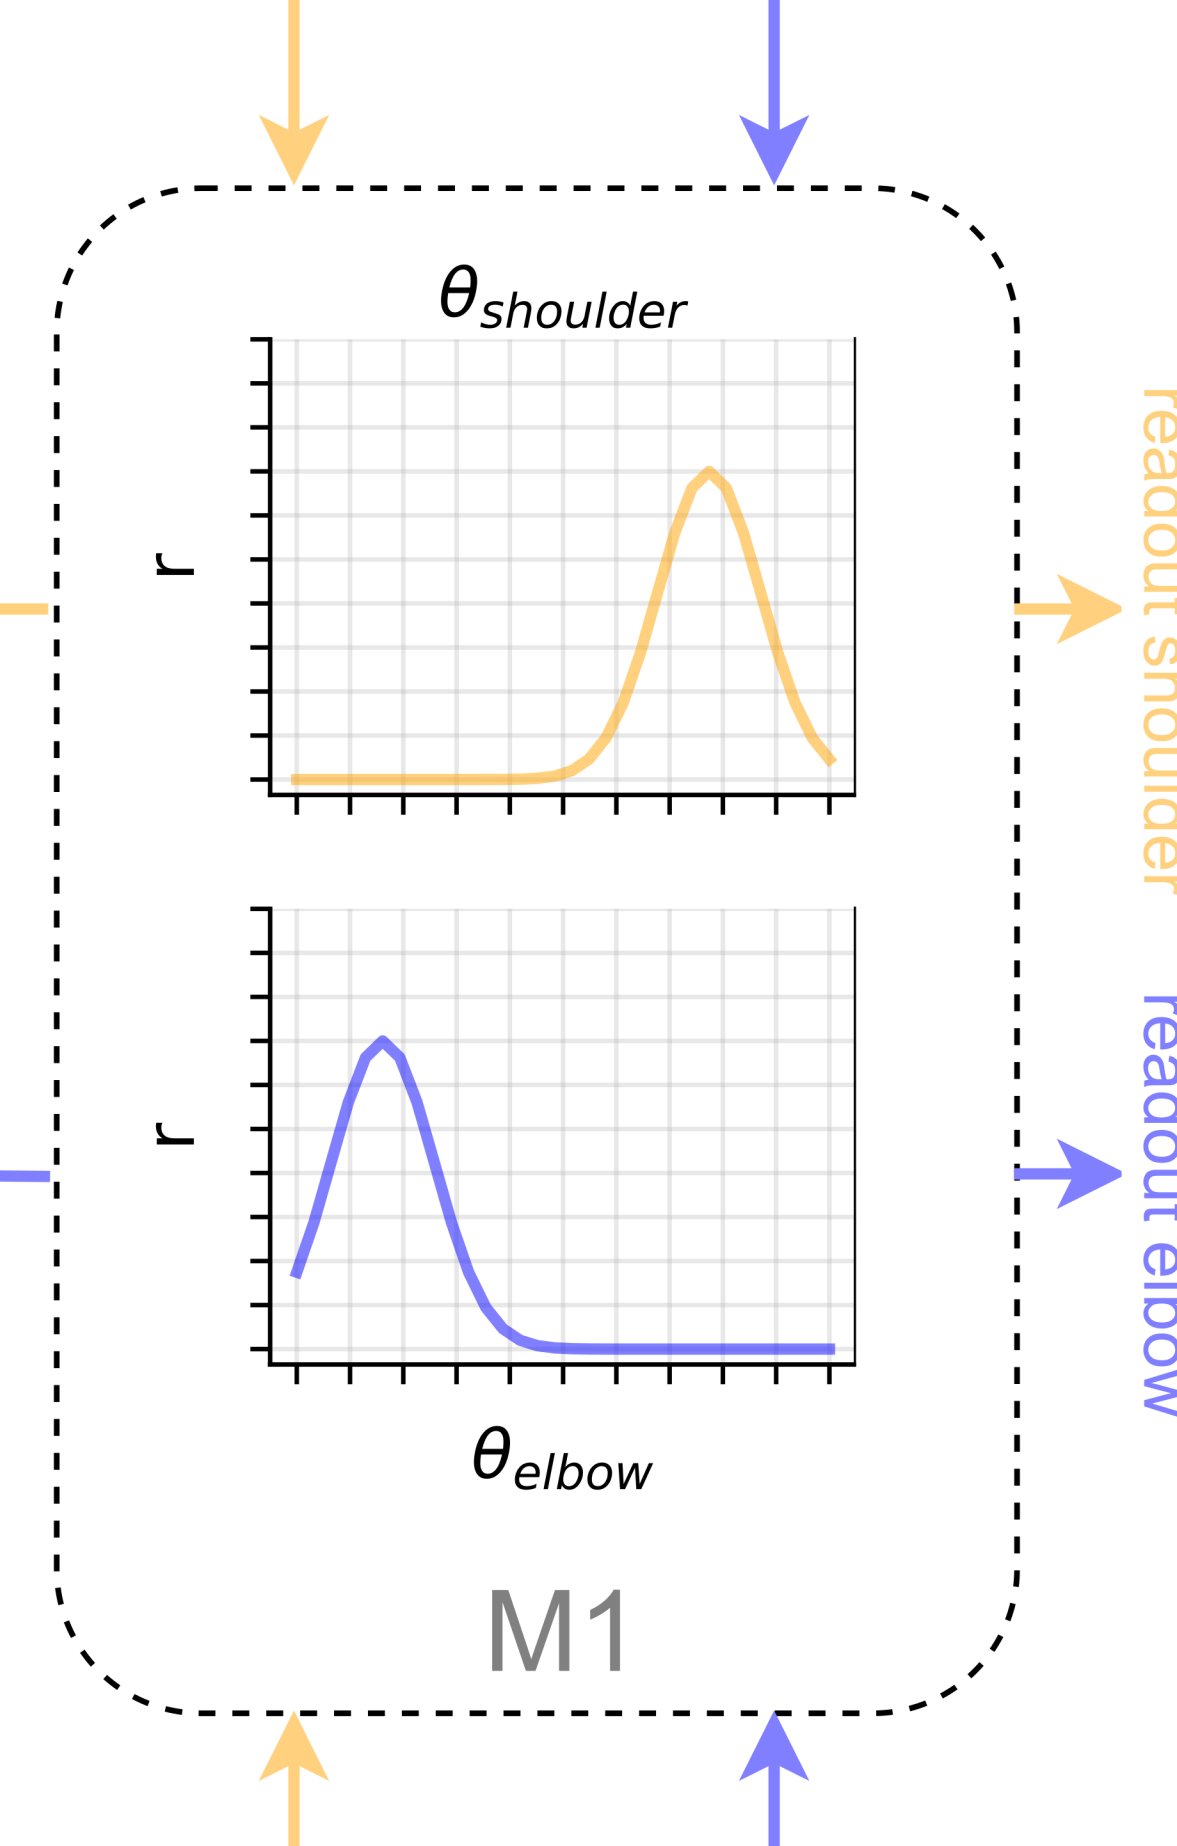 θshoulder
r
readout shoulder
r
readout elbow
θelbow
M1